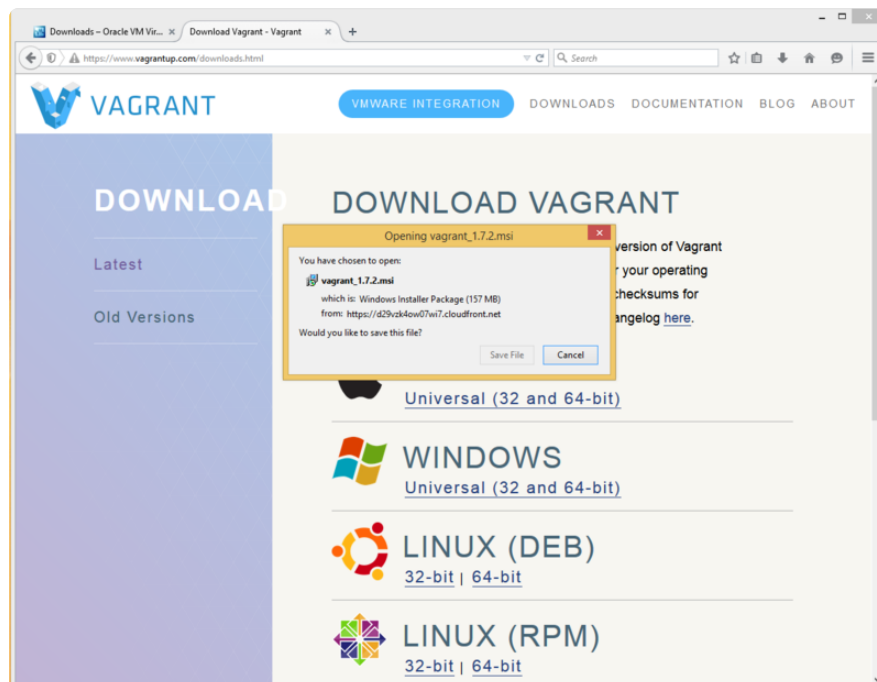 Downloads – Oracle VM Vir... × Download Vagrant - Vagrant × +
https://www.vagrantup.com/downloads.html Search
VAGRANT VMWARE INTEGRATION DOWNLOADS DOCUMENTATION BLOG ABOUT
DOWNLOAD
Latest
Old Versions
DOWNLOAD VAGRANT
version of Vagrant
your operating
checksums for
here.
Opening vagrant_1.7.2.msi
You have chosen to open:
vagrant_1.7.2.msi
which is: Windows Installer Package (157 MB)
from: https://d29vzk4ow07wi7.cloudfront.net
Would you like to save this file?
Save File Cancel
Universal (32 and 64-bit)
WINDOWS
Universal (32 and 64-bit)
LINUX (DEB)
32-bit | 64-bit
LINUX (RPM)
32-bit | 64-bit